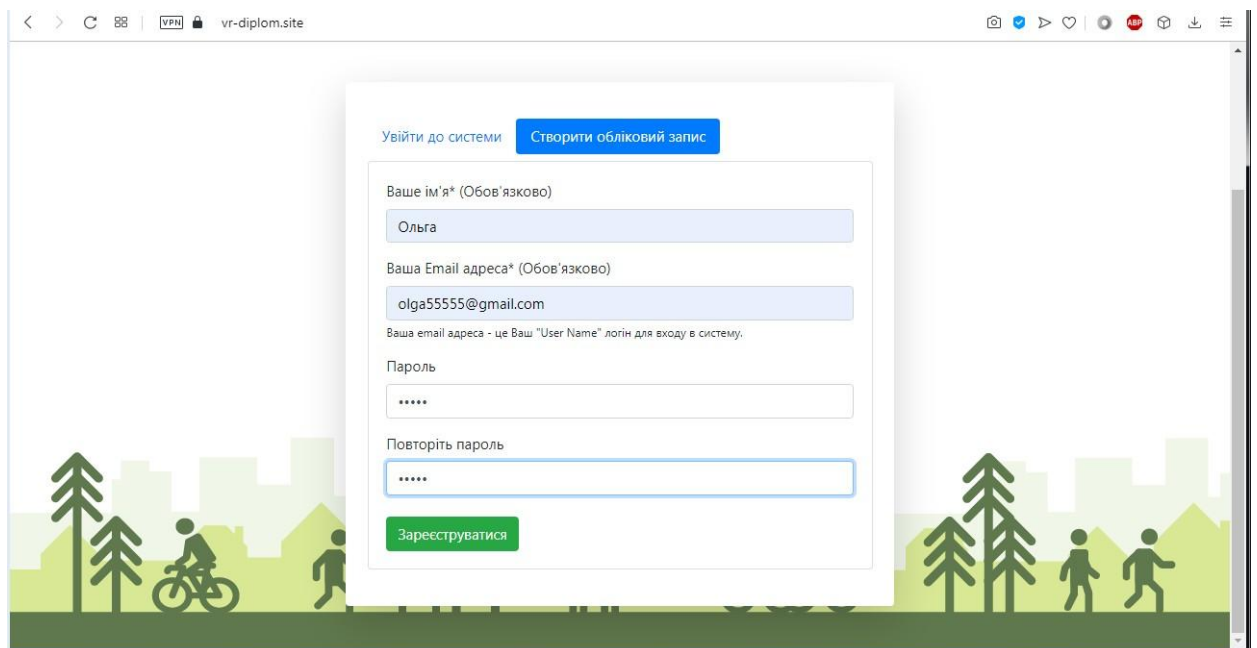 VPN
vr-diplom.site
ABP
Увійти до системи
Створити обліковий запис
Ваше ім'я* (Обов'язково)
Ольга
Ваша Email адреса* (Обов'язково)
olga55555@gmail.com
Ваша email адреса - це Ваш "User Name" логін для входу в систему.
Пароль
•••••
Повторіть пароль
•••••
Зареєструватися